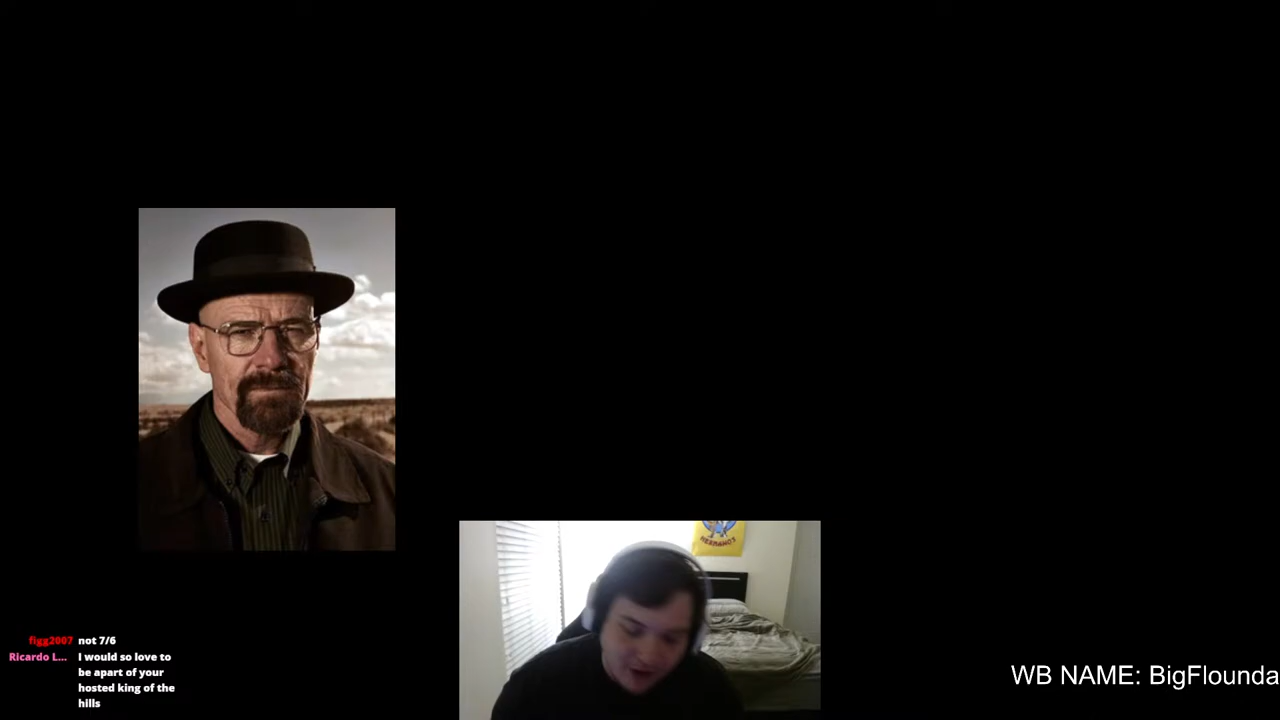 HERMANOS
figg2007 not 7/6
Ricardo L... I would so love to
be apart of your
hosted king of the
hills
WB NAME: BigFlounda